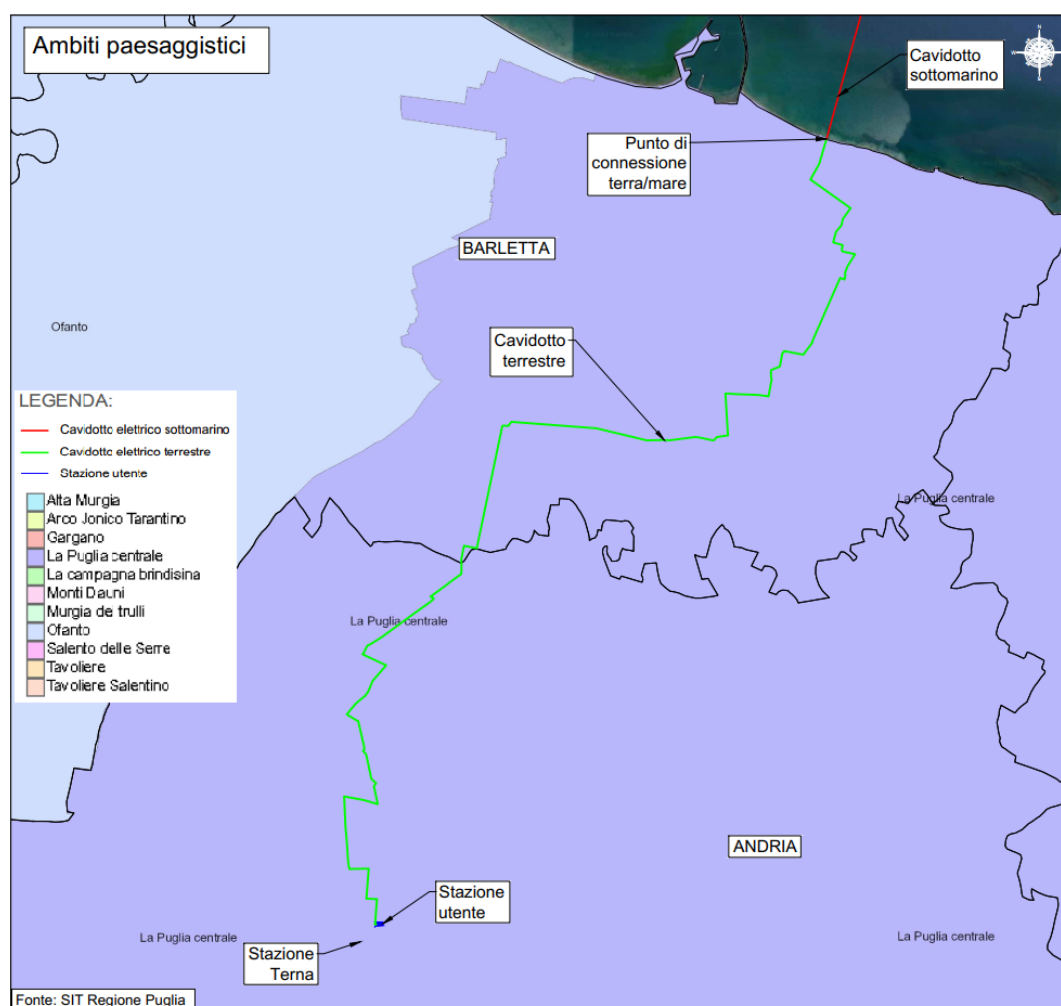 Ambiti paesaggistici
Cavidotto
sottomarino
Punto di
connessione
terra/mare
BARLETTA
Ofanto
Cavidotto
terrestre
LEGENDA:
Cavidotto elettrico sottomarino
Cavidotto elettrico terrestre
Stazione utente
Alta Murgia
Arco Jonico Tarantino
Gargano
La Puglia centrale
La campagna brindisina
Monti Dauni
Murgia de trulli
Ofanto
Salento delle Serre
Tavoliere
Tavoliere Salentino
La Puglia centrale
La Puglia centrale
ANDRIA
Stazione
utente
La Puglia centrale
La Puglia centrale
Stazione
Terna
Fonte: SIT Regione Puglia